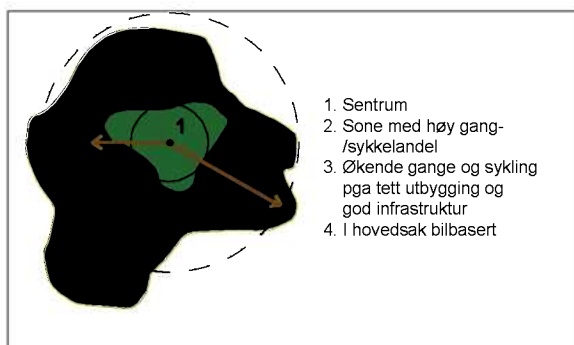 1
1. Sentrum
2. Sone med høy gang-
/sykkelandel
3. Økende gange og sykling
pga tett utbygging og
god infrastruktur
4. I hovedsak bilbasert